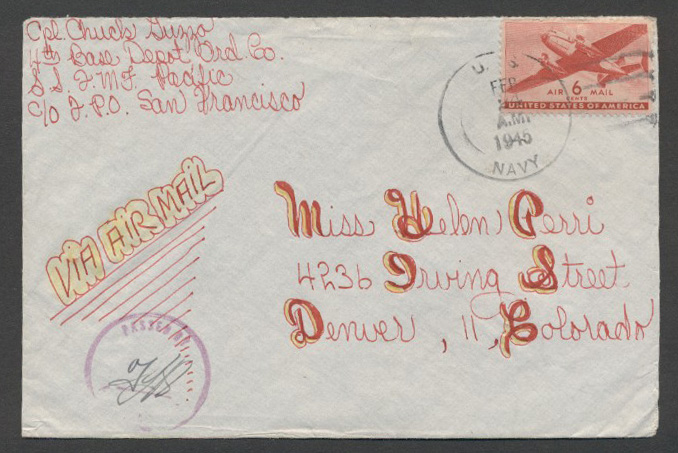 Cpl. Chuck Guzzo
4th Base Depot Ord. Co.
S.S. F.M.F. Pacific
C/O F.P.O. San Francisco
U. S.
FEB
A.M.
1945
NAVY
AIR 6 MAIL
CENTS
UNITED STATES OF AMERICA
VIA AIR MAIL
Miss Helen Perri
4236 Irving Street
Denver, 11, Colorado
PASSED BY